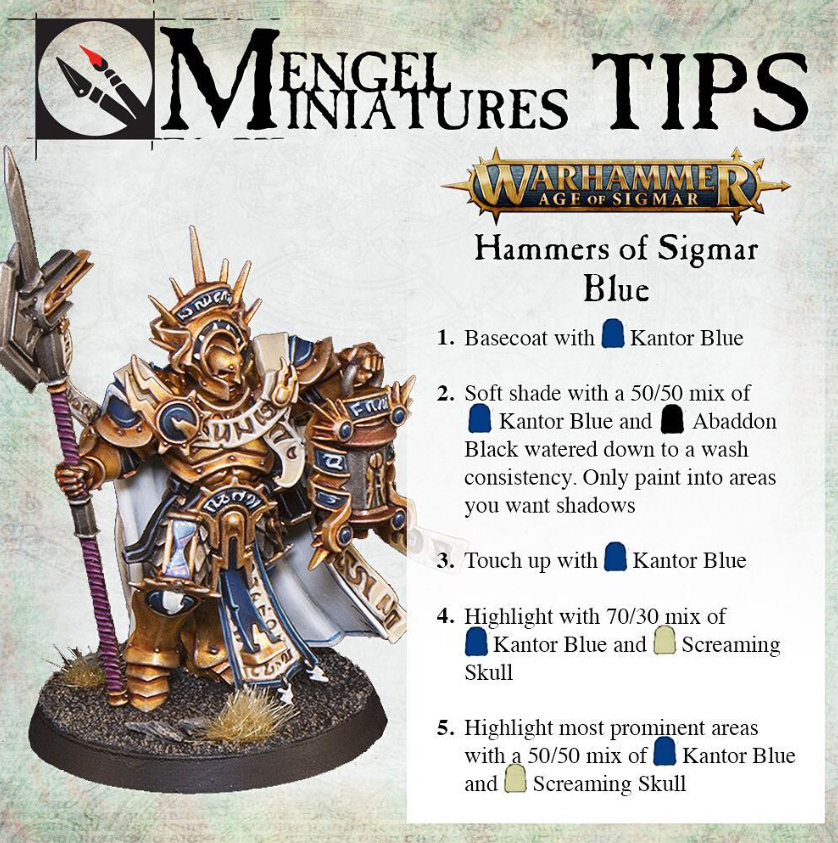 MENGEL MINIATURES TIPS
WARHAMMER
AGE OF SIGMAR
Hammers of Sigmar
Blue
1. Basecoat with Kantor Blue
2. Soft shade with a 50/50 mix of
Kantor Blue and Abaddon
Black watered down to a wash
consistency. Only paint into areas
you want shadows
3. Touch up with Kantor Blue
4. Highlight with 70/30 mix of
Kantor Blue and Screaming
Skull
5. Highlight most prominent areas
with a 50/50 mix of Kantor Blue
and Screaming Skull